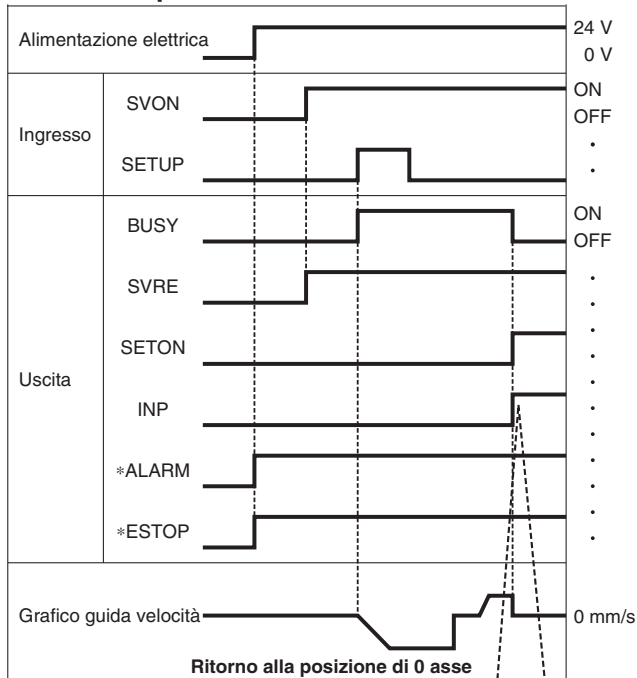 Alimentazione elettrica
24 V
0 V
Ingresso
SVON
ON
OFF
SETUP
Uscita
BUSY
ON
OFF
SVRE
SETON
INP
*ALARM
*ESTOP
Grafico guida velocità
0 mm/s
Ritorno alla posizione di 0 asse